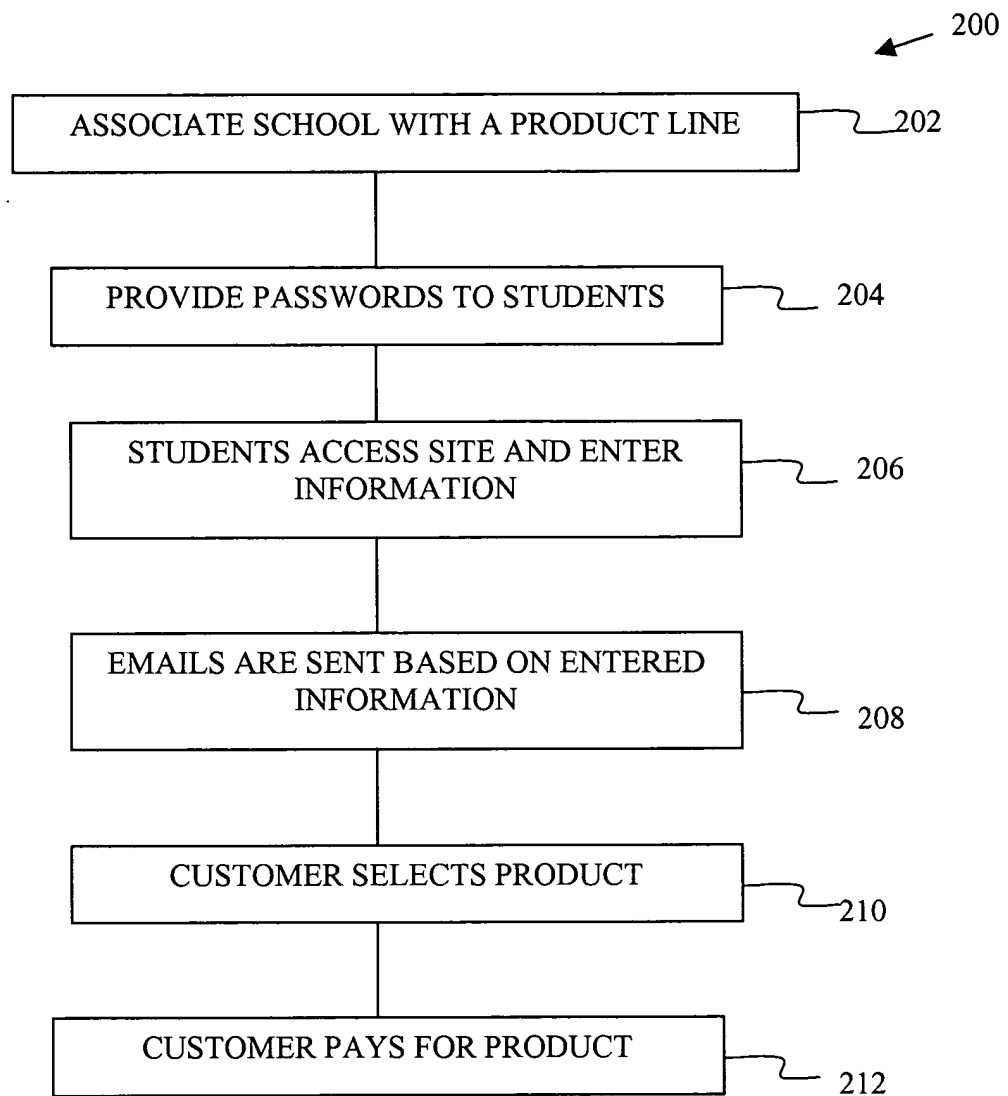 200
ASSOCIATE SCHOOL WITH A PRODUCT LINE
202
PROVIDE PASSWORDS TO STUDENTS
204
STUDENTS ACCESS SITE AND ENTER
INFORMATION
206
EMAILS ARE SENT BASED ON ENTERED
INFORMATION
208
CUSTOMER SELECTS PRODUCT
210
CUSTOMER PAYS FOR PRODUCT
212